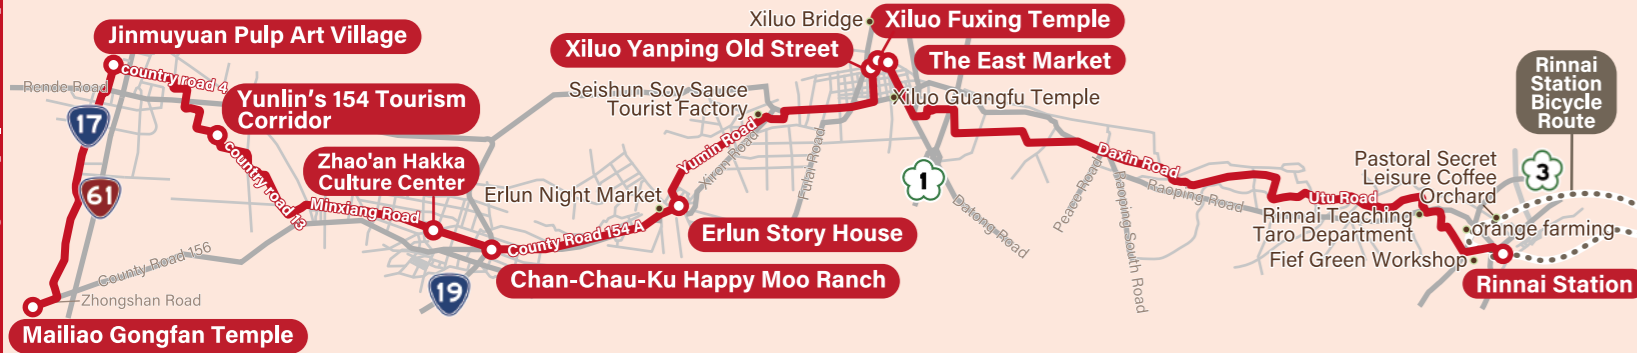 Jinmuyuan Pulp Art Village
Rende Road
country road 4
17
61
Yunlin's 154 Tourism
Corridor
country road 13
Zhao'an Hakka
Culture Center
Minxiang Road
County Road 156
Zhongshan Road
Mailiao Gongfan Temple
19
County Road 154 A
Chan-Chau-Ku Happy Moo Ranch
Erlun Night Market
Erlun Story House
Yumin Road
Seishun Soy Sauce
Tourist Factory
Xiluo Bridge
Xiluo Fuxing Temple
Xiluo Yanping Old Street
The East Market
Xiluo Guangfu Temple
1
Datong Road
Peace Road
Daxin Road
Raoping Road
Raoping South Road
Utu Road
Rinnai
Station
Bicycle
Route
3
Pastoral Secret
Leisure Coffee
Orchard
Rinnai Teaching
Taro Department
orange farming
Fief Green Workshop
Rinnai Station